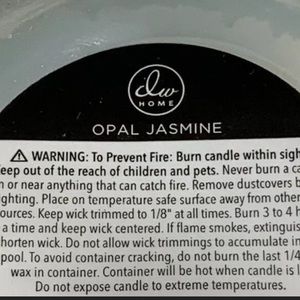 dw
HOME
OPAL JASMINE
⚠ WARNING: To Prevent Fire: Burn candle within sigh
eep out of the reach of children and pets. Never burn a ca
n or near anything that can catch fire. Remove dustcovers b
ghting. Place on temperature safe surface away from other
ources. Keep wick trimmed to 1/8" at all times. Burn 3 to 4 h
a time and keep wick centered. If flame smokes, extinguis
horten wick. Do not allow wick trimmings to accumulate in
pool. To avoid container cracking, do not burn the last 1/4
wax in container. Container will be hot when candle is l
Do not expose candle to extreme temperatures.